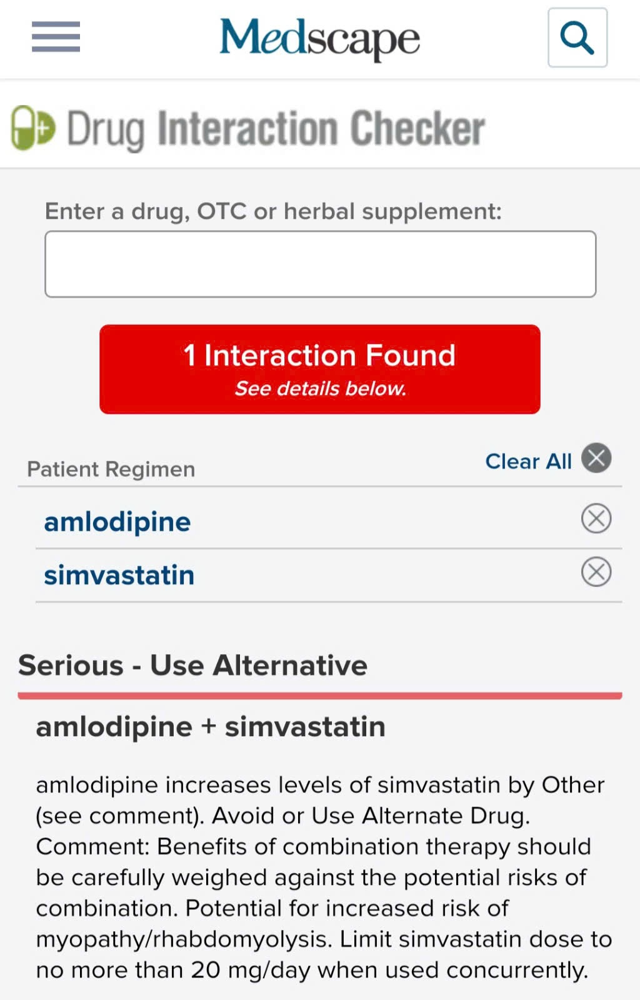 Medscape
Drug Interaction Checker
Enter a drug, OTC or herbal supplement:
1 Interaction Found
See details below.
Clear All
Patient Regimen
amlodipine
simvastatin
Serious - Use Alternative
amlodipine + simvastatin
amlodipine increases levels of simvastatin by Other
(see comment). Avoid or Use Alternate Drug.
Comment: Benefits of combination therapy should
be carefully weighed against the potential risks of
combination. Potential for increased risk of
myopathy/rhabdomyolysis. Limit simvastatin dose to
no more than 20 mg/day when used concurrently.